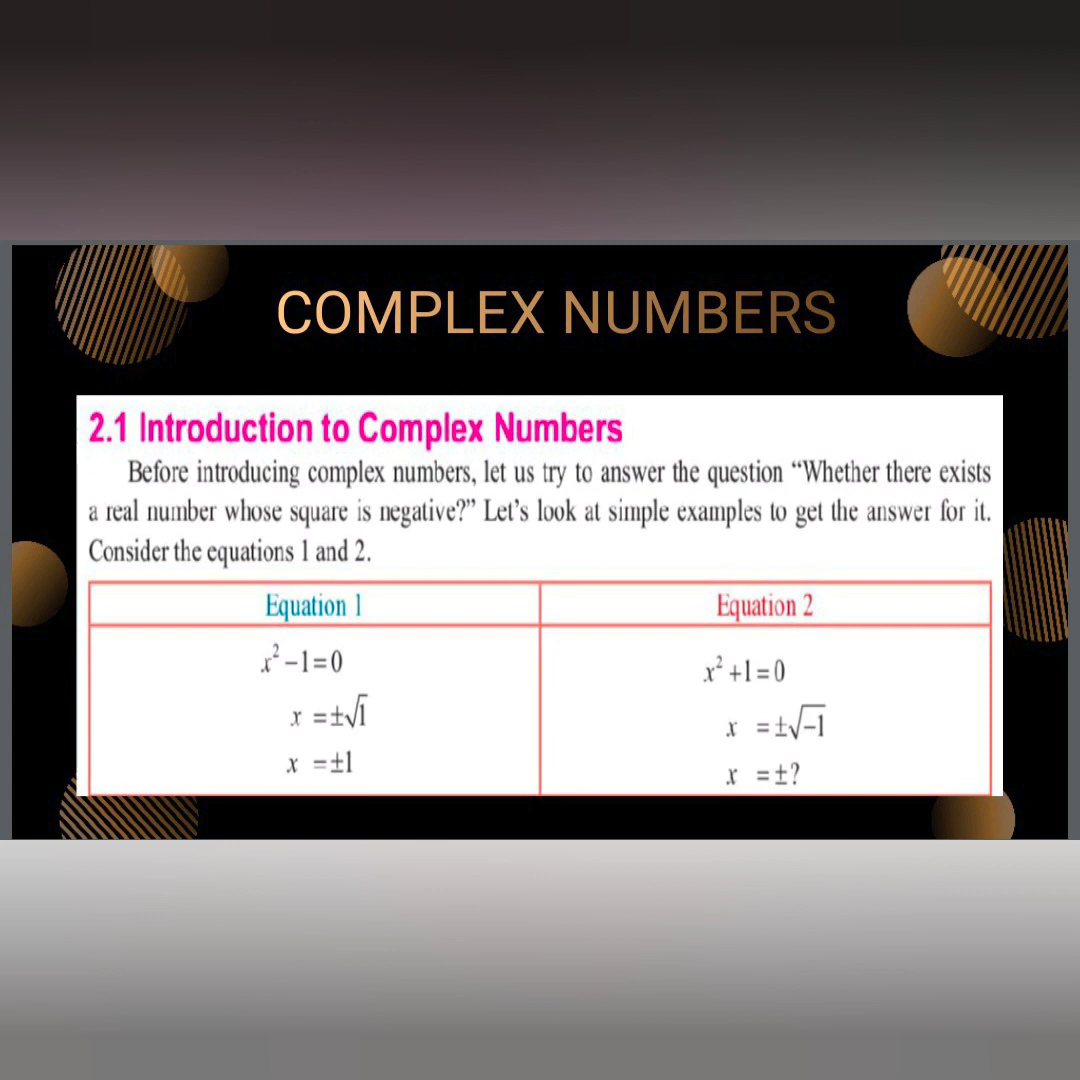 COMPLEX NUMBERS
2.1 Introduction to Complex Numbers
Before introducing complex numbers, let us try to answer the question “Whether there exists
a real number whose square is negative?” Let’s look at simple examples to get the answer for it.
Consider the equations 1 and 2.
Equation 1
x² −1=0
x =±√1
x =±1
Equation 2
x² +1=0
x =±√−1
x =±?